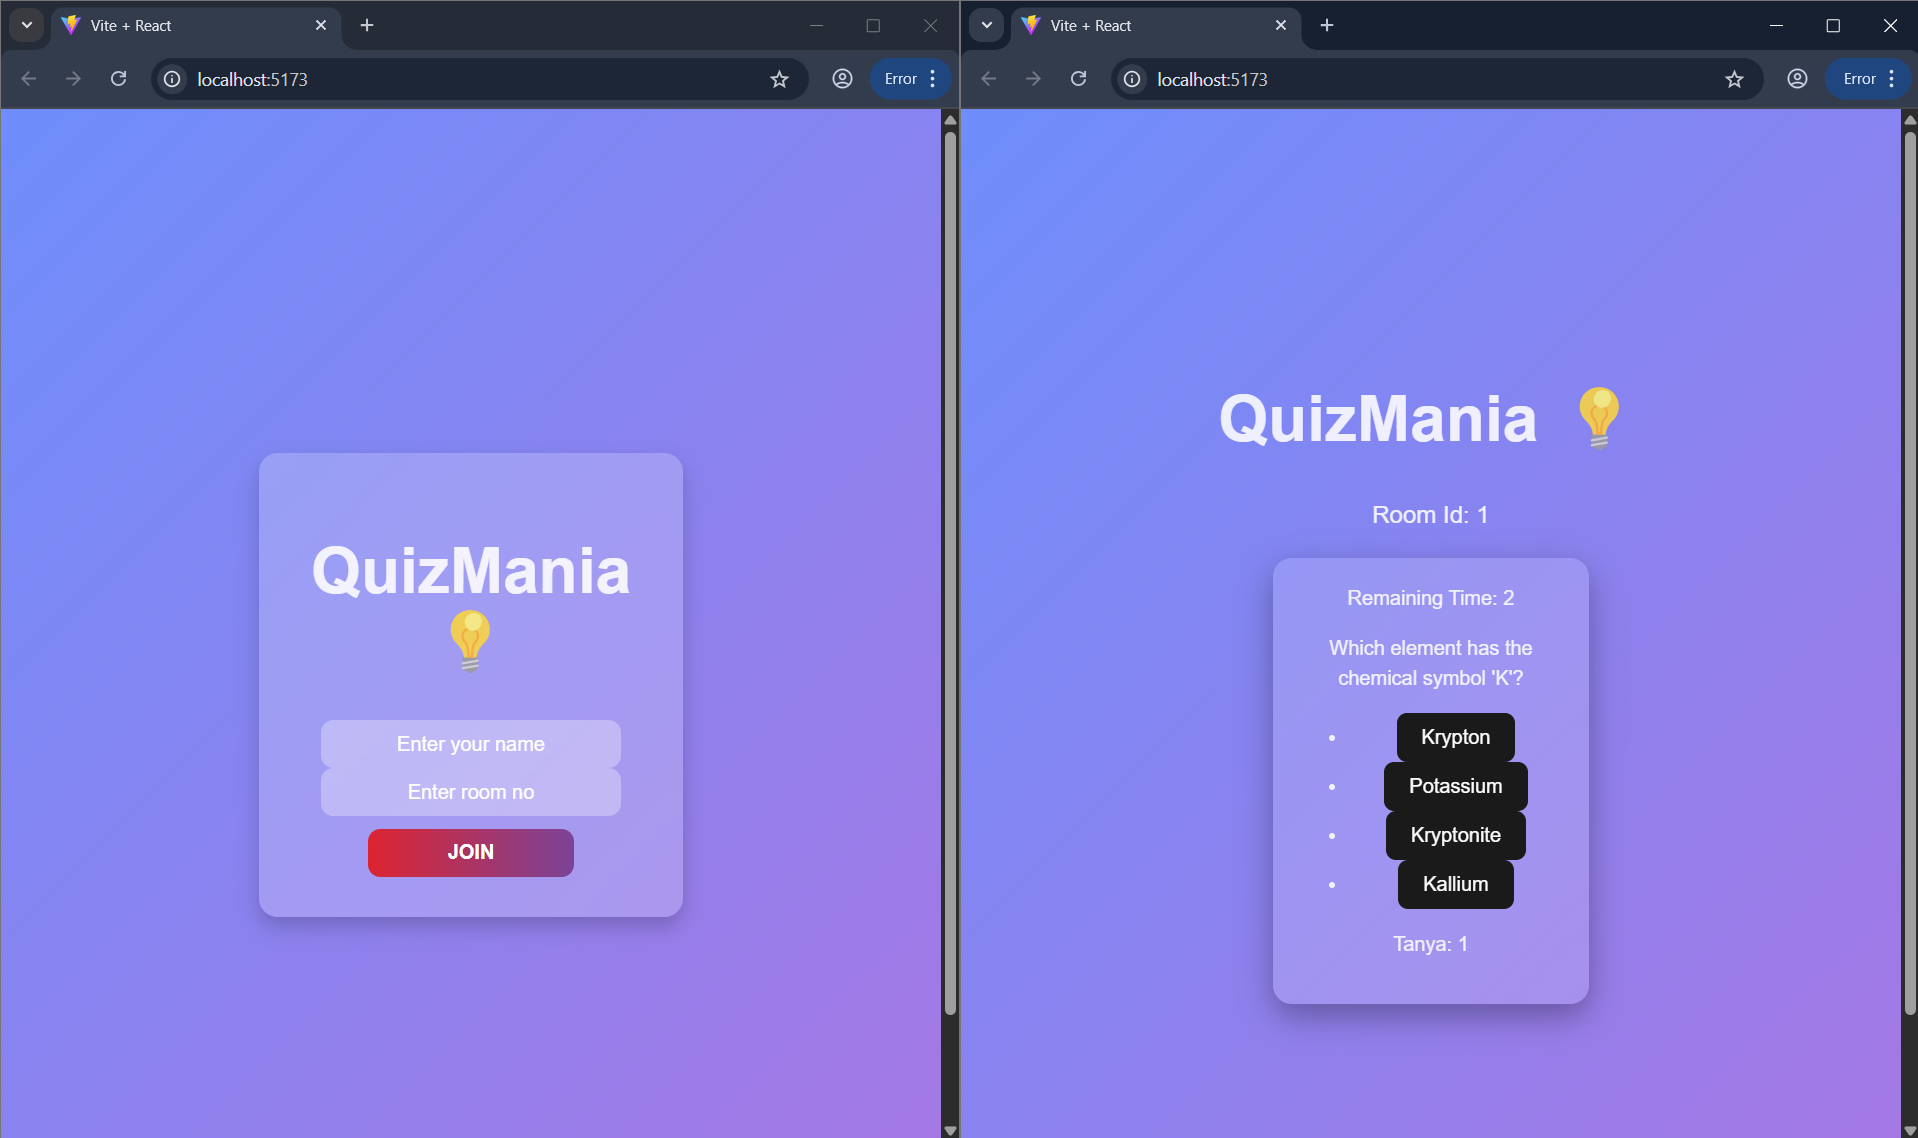 Vite + React
localhost:5173
Error
QuizMania
Enter your name
Enter room no
JOIN
Vite + React
localhost:5173
Error
QuizMania
Room Id: 1
Remaining Time: 2
Which element has the
chemical symbol 'K'?
Krypton
Potassium
Kryptonite
Kallium
Tanya: 1